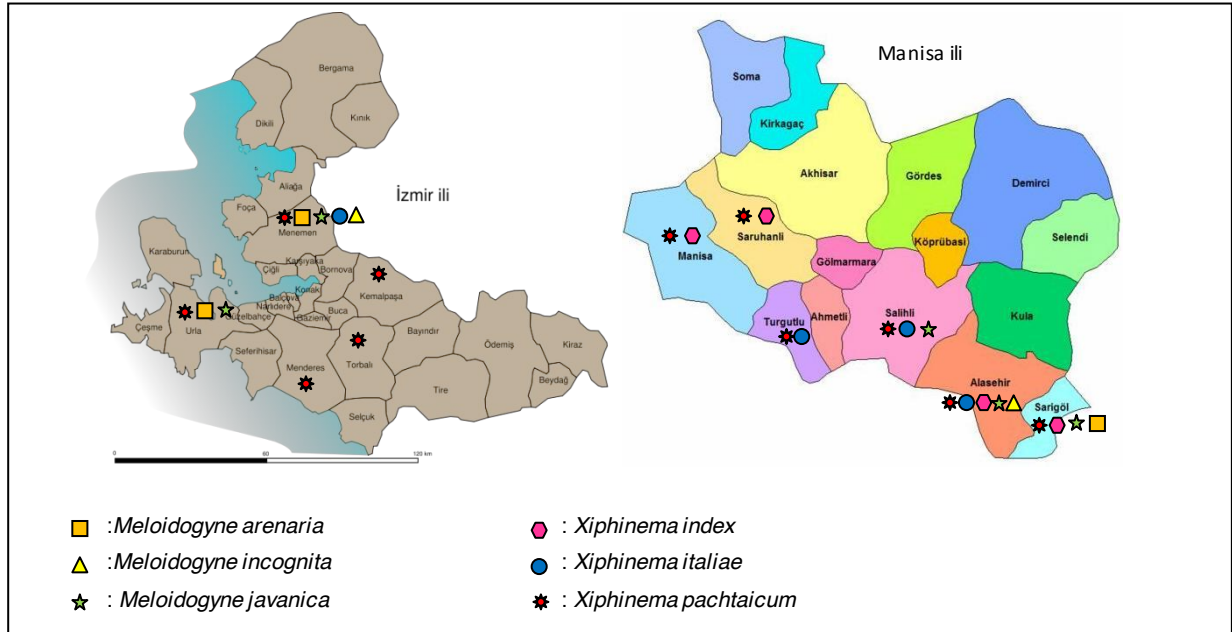 Manisa ili
İzmir ili
Bergama
Kınık
Dikili
Aliağa
Foça
Menemen
Karaburun
Çiğli
Karşıyaka
Bornova
Konak
Kemalpaşa
Balçova
Narlıdere
Buca
Gaziemir
Çeşme
Urla
Güzelbahçe
Seferihisar
Menderes
Torbalı
Bayındır
Ödemiş
Kiraz
Beydağ
Tire
Selçuk
0 60 120 km
Soma
Kirkagaç
Akhisar
Gördes
Demirci
Selendi
Köprübasi
Saruhanli
Manisa
Gölmarmara
Turgutlu
Ahmetli
Salihli
Kula
Alasehir
Sarigöl
:Meloidogyne arenaria
:Meloidogyne incognita
: Meloidogyne javanica
: Xiphinema index
: Xiphinema italiae
: Xiphinema pachtaicum